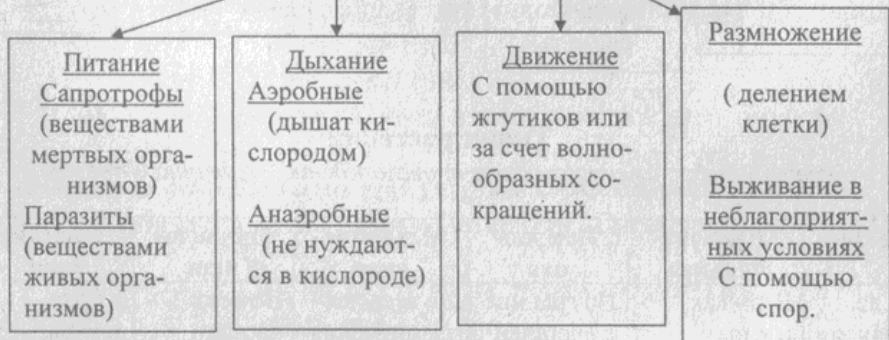 Питание
Сапротрофы
(веществами
мертвых орга-
низмов)
Паразиты
(веществами
живых орга-
низмов)
Дыхание
Аэробные
(дышат ки-
слородом)
Анаэробные
(не нуждают-
ся в кислороде)
Движение
С помощью
жгутиков или
за счет волно-
образных со-
кращений.
Размножение
( делением
клетки)
Выживание в
неблагоприят-
ных условиях
С помощью
спор.